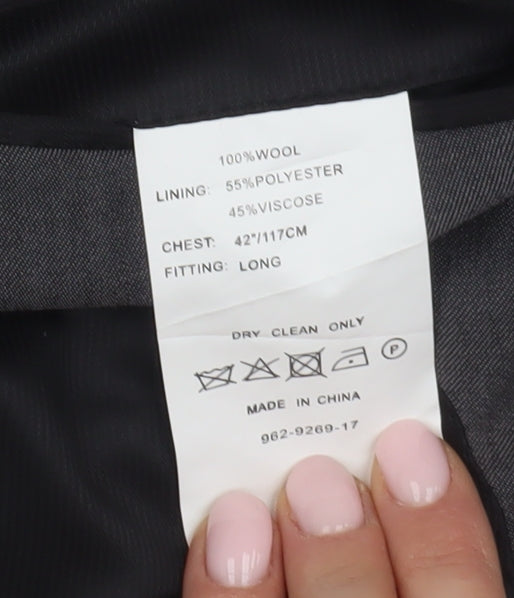 100%WOOL
LINING: 55%POLYESTER
45%VISCOSE
CHEST: 42"/117CM
FITTING: LONG
DRY CLEAN ONLY
P
MADE IN CHINA
962-9269-17